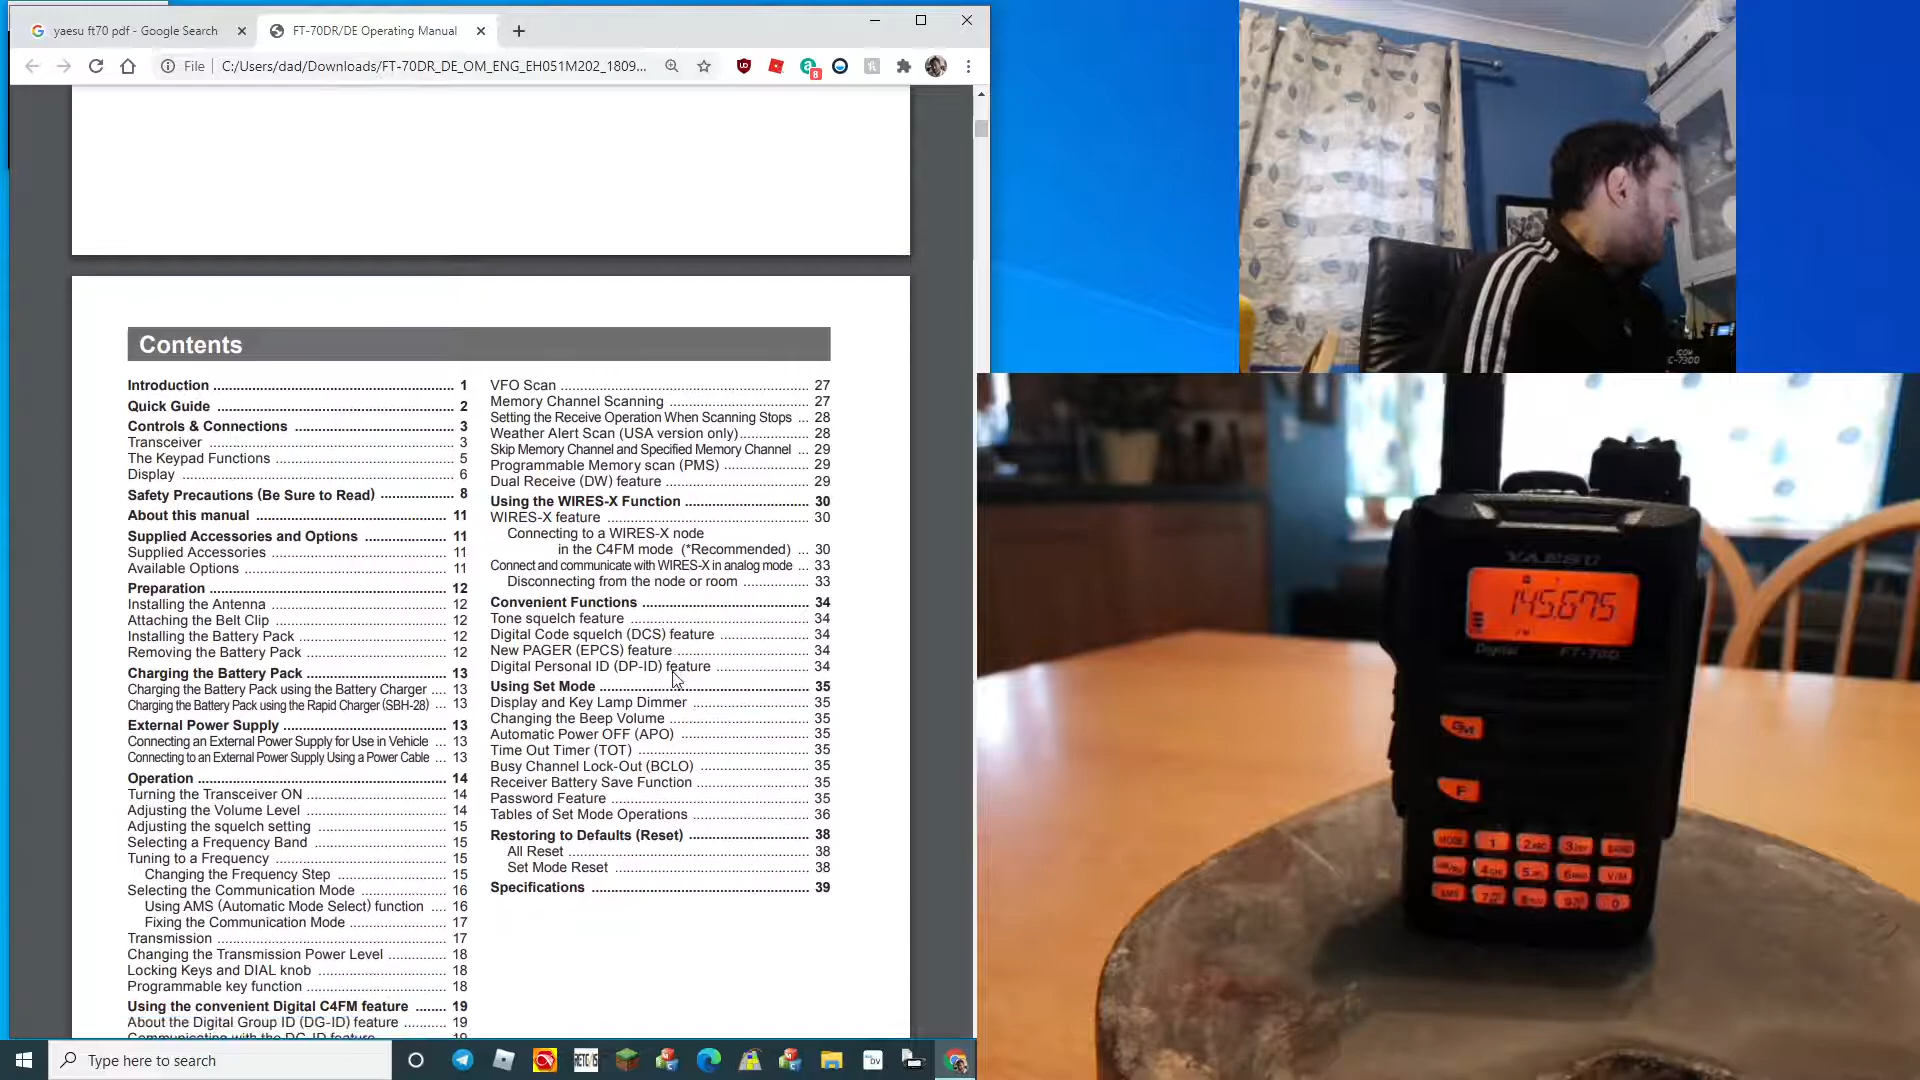 yaesu ft70 pdf - Google Search
FT-70DR/DE Operating Manual
File C:/Users/dad/Downloads/FT-70DR_DE_OM_ENG_EH051M202_1809...
8
Contents
Introduction 1
Quick Guide 2
Controls & Connections 3
Transceiver 3
The Keypad Functions 5
Display 6
Safety Precautions (Be Sure to Read) 8
About this manual 11
Supplied Accessories and Options 11
Supplied Accessories 11
Available Options 11
Preparation 12
Installing the Antenna 12
Attaching the Belt Clip 12
Installing the Battery Pack 12
Removing the Battery Pack 12
Charging the Battery Pack 13
Charging the Battery Pack using the Battery Charger 13
Charging the Battery Pack using the Rapid Charger (SBH-28) 13
External Power Supply 13
Connecting an External Power Supply for Use in Vehicle 13
Connecting to an External Power Supply Using a Power Cable 13
Operation 14
Turning the Transceiver ON 14
Adjusting the Volume Level 14
Adjusting the squelch setting 15
Selecting a Frequency Band 15
Tuning to a Frequency 15
Changing the Frequency Step 15
Selecting the Communication Mode 16
Using AMS (Automatic Mode Select) function 16
Fixing the Communication Mode 17
Transmission 17
Changing the Transmission Power Level 18
Locking Keys and DIAL knob 18
Programmable key function 18
Using the convenient Digital C4FM feature 19
About the Digital Group ID (DG-ID) feature 19
Communicating with the DG-ID feature
VFO Scan 27
Memory Channel Scanning 27
Setting the Receive Operation When Scanning Stops 28
Weather Alert Scan (USA version only) 28
Skip Memory Channel and Specified Memory Channel 29
Programmable Memory scan (PMS) 29
Dual Receive (DW) feature 29
Using the WIRES-X Function 30
WIRES-X feature 30
Connecting to a WIRES-X node
in the C4FM mode (*Recommended) 30
Connect and communicate with WIRES-X in analog mode 33
Disconnecting from the node or room 33
Convenient Functions 34
Tone squelch feature 34
Digital Code squelch (DCS) feature 34
New PAGER (EPCS) feature 34
Digital Personal ID (DP-ID) feature 34
Using Set Mode 35
Display and Key Lamp Dimmer 35
Changing the Beep Volume 35
Automatic Power OFF (APO) 35
Time Out Timer (TOT) 35
Busy Channel Lock-Out (BCLO) 35
Receiver Battery Save Function 35
Password Feature 35
Tables of Set Mode Operations 36
Restoring to Defaults (Reset) 38
All Reset 38
Set Mode Reset 38
Specifications 39
Type here to search
ICOM
YAESU
145.675
Digital FT-70D
GM
F
MODE 1 2 3 BAND
4 5 6 V/M
AMS 7 8 9 0